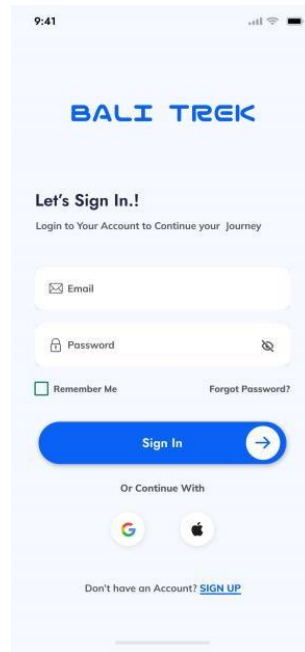 9:41
BALI TREK
Let's Sign In.!
Login to Your Account to Continue your Journey
Email
Password
Remember Me Forgot Password?
Sign In
Or Continue With
Don't have an Account? SIGN UP